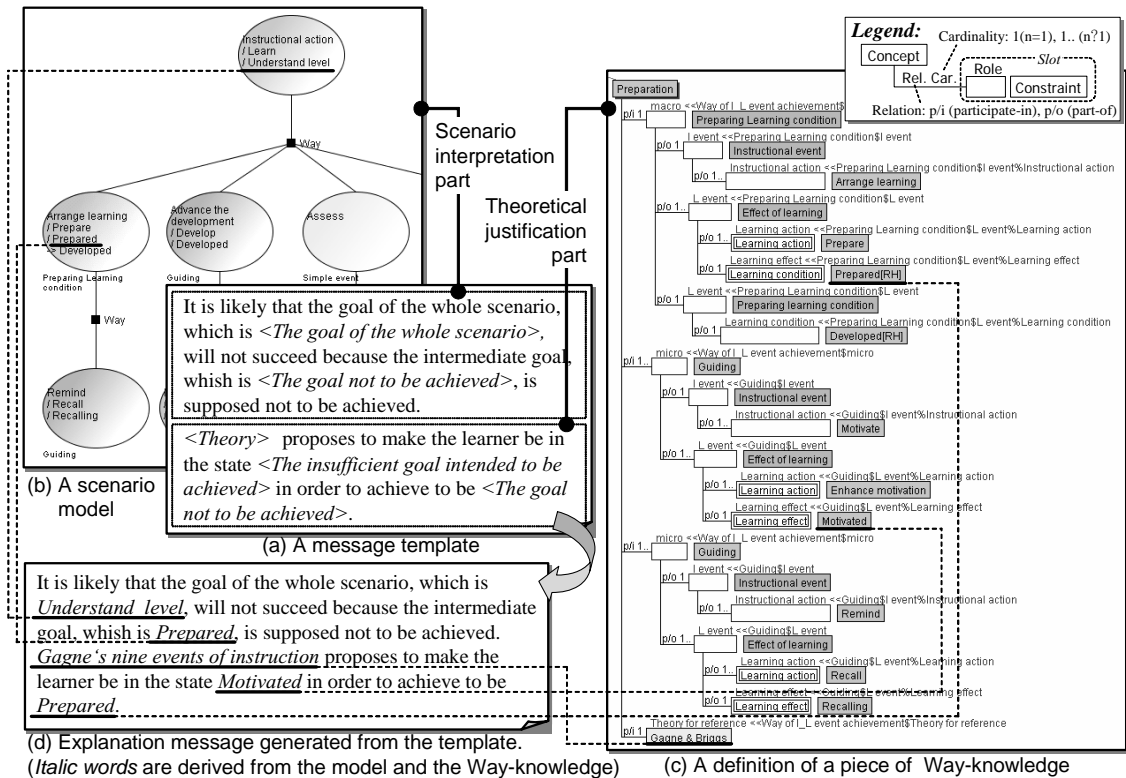 Instructional action
/ Learn
/ Understand level
Way
Arrange learning
/ Prepare
/ Prepared
-> Developed
Preparing Learning
condition
Advance the
development
/ Develop
/ Developed
Guiding
Assess
Simple event
Way
Remind
/ Recall
/ Recalling
Guiding
(b) A scenario
model
Scenario
interpretation
part
Theoretical
justification
part
It is likely that the goal of the whole scenario,
which is <The goal of the whole scenario>,
will not succeed because the intermediate goal,
whish is <The goal not to be achieved>, is
supposed not to be achieved.
<Theory> proposes to make the learner be in
the state <The insufficient goal intended to be
achieved> in order to achieve to be <The goal
not to be achieved>.
(a) A message template
It is likely that the goal of the whole scenario, which is
Understand level, will not succeed because the intermediate
goal, whish is Prepared, is supposed not to be achieved.
Gagne's nine events of instruction proposes to make the
learner be in the state Motivated in order to achieve to be
Prepared.
(d) Explanation message generated from the template.
(Italic words are derived from the model and the Way-knowledge)
Legend:
Cardinality: 1(n=1), 1.. (n?1)
Concept
Slot
Rel. Car.
Role
Constraint
Relation: p/i (participate-in), p/o (part-of)
Preparation
macro <<Way of I_L event achievement$
p/i 1
Preparing Learning condition
I event <<Preparing Learning condition$I event
p/o 1
Instructional event
Instructional action <<Preparing Learning condition$I event%Instructional action
p/o 1..
Arrange learning
L event <<Preparing Learning condition$L event
p/o 1..
Effect of learning
Learning action <<Preparing Learning condition$L event%Learning action
p/o 1..
Learning action
Prepare
Learning effect <<Preparing Learning condition$L event%Learning effect
p/o 1..
Learning condition
Prepared[RH]
L event <<Preparing Learning condition$L event
p/o 1
Preparing learning condition
Learning condition <<Preparing Learning condition$L event%Learning condition
p/o 1..
Developed[RH]
micro <<Way of I_L event achievement$micro
p/i 1..
Guiding
I event <<Guiding$I event
p/o 1
Instructional event
Instructional action <<Guiding$I event%Instructional action
p/o 1..
Motivate
L event <<Guiding$L event
p/o 1..
Effect of learning
Learning action <<Guiding$L event%Learning action
p/o 1..
Learning action
Enhance motivation
Learning effect <<Guiding$L event%Learning effect
p/o 1..
Learning effect
Motivated
micro <<Way of I_L event achievement$micro
p/i 1..
Guiding
I event <<Guiding$I event
p/o 1
Instructional event
Instructional action <<Guiding$I event%Instructional action
p/o 1..
Remind
L event <<Guiding$L event
p/o 1..
Effect of learning
Learning action <<Guiding$L event%Learning action
p/o 1..
Learning action
Recall
Learning effect <<Guiding$L event%Learning effect
p/o 1..
Learning effect
Recalling
Theory for reference <<Way of I_L event achievement$Theory for reference
p/i 1
Gagne & Briggs
(c) A definition of a piece of Way-knowledge